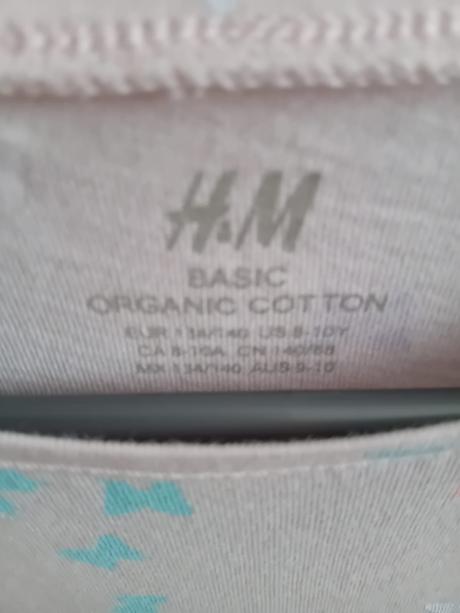 H&M
BASIC
ORGANIC COTTON
EUR 134/140 US 8-10Y
CA 8-10A CN 140/68
MX 134/140 AUS 9-10